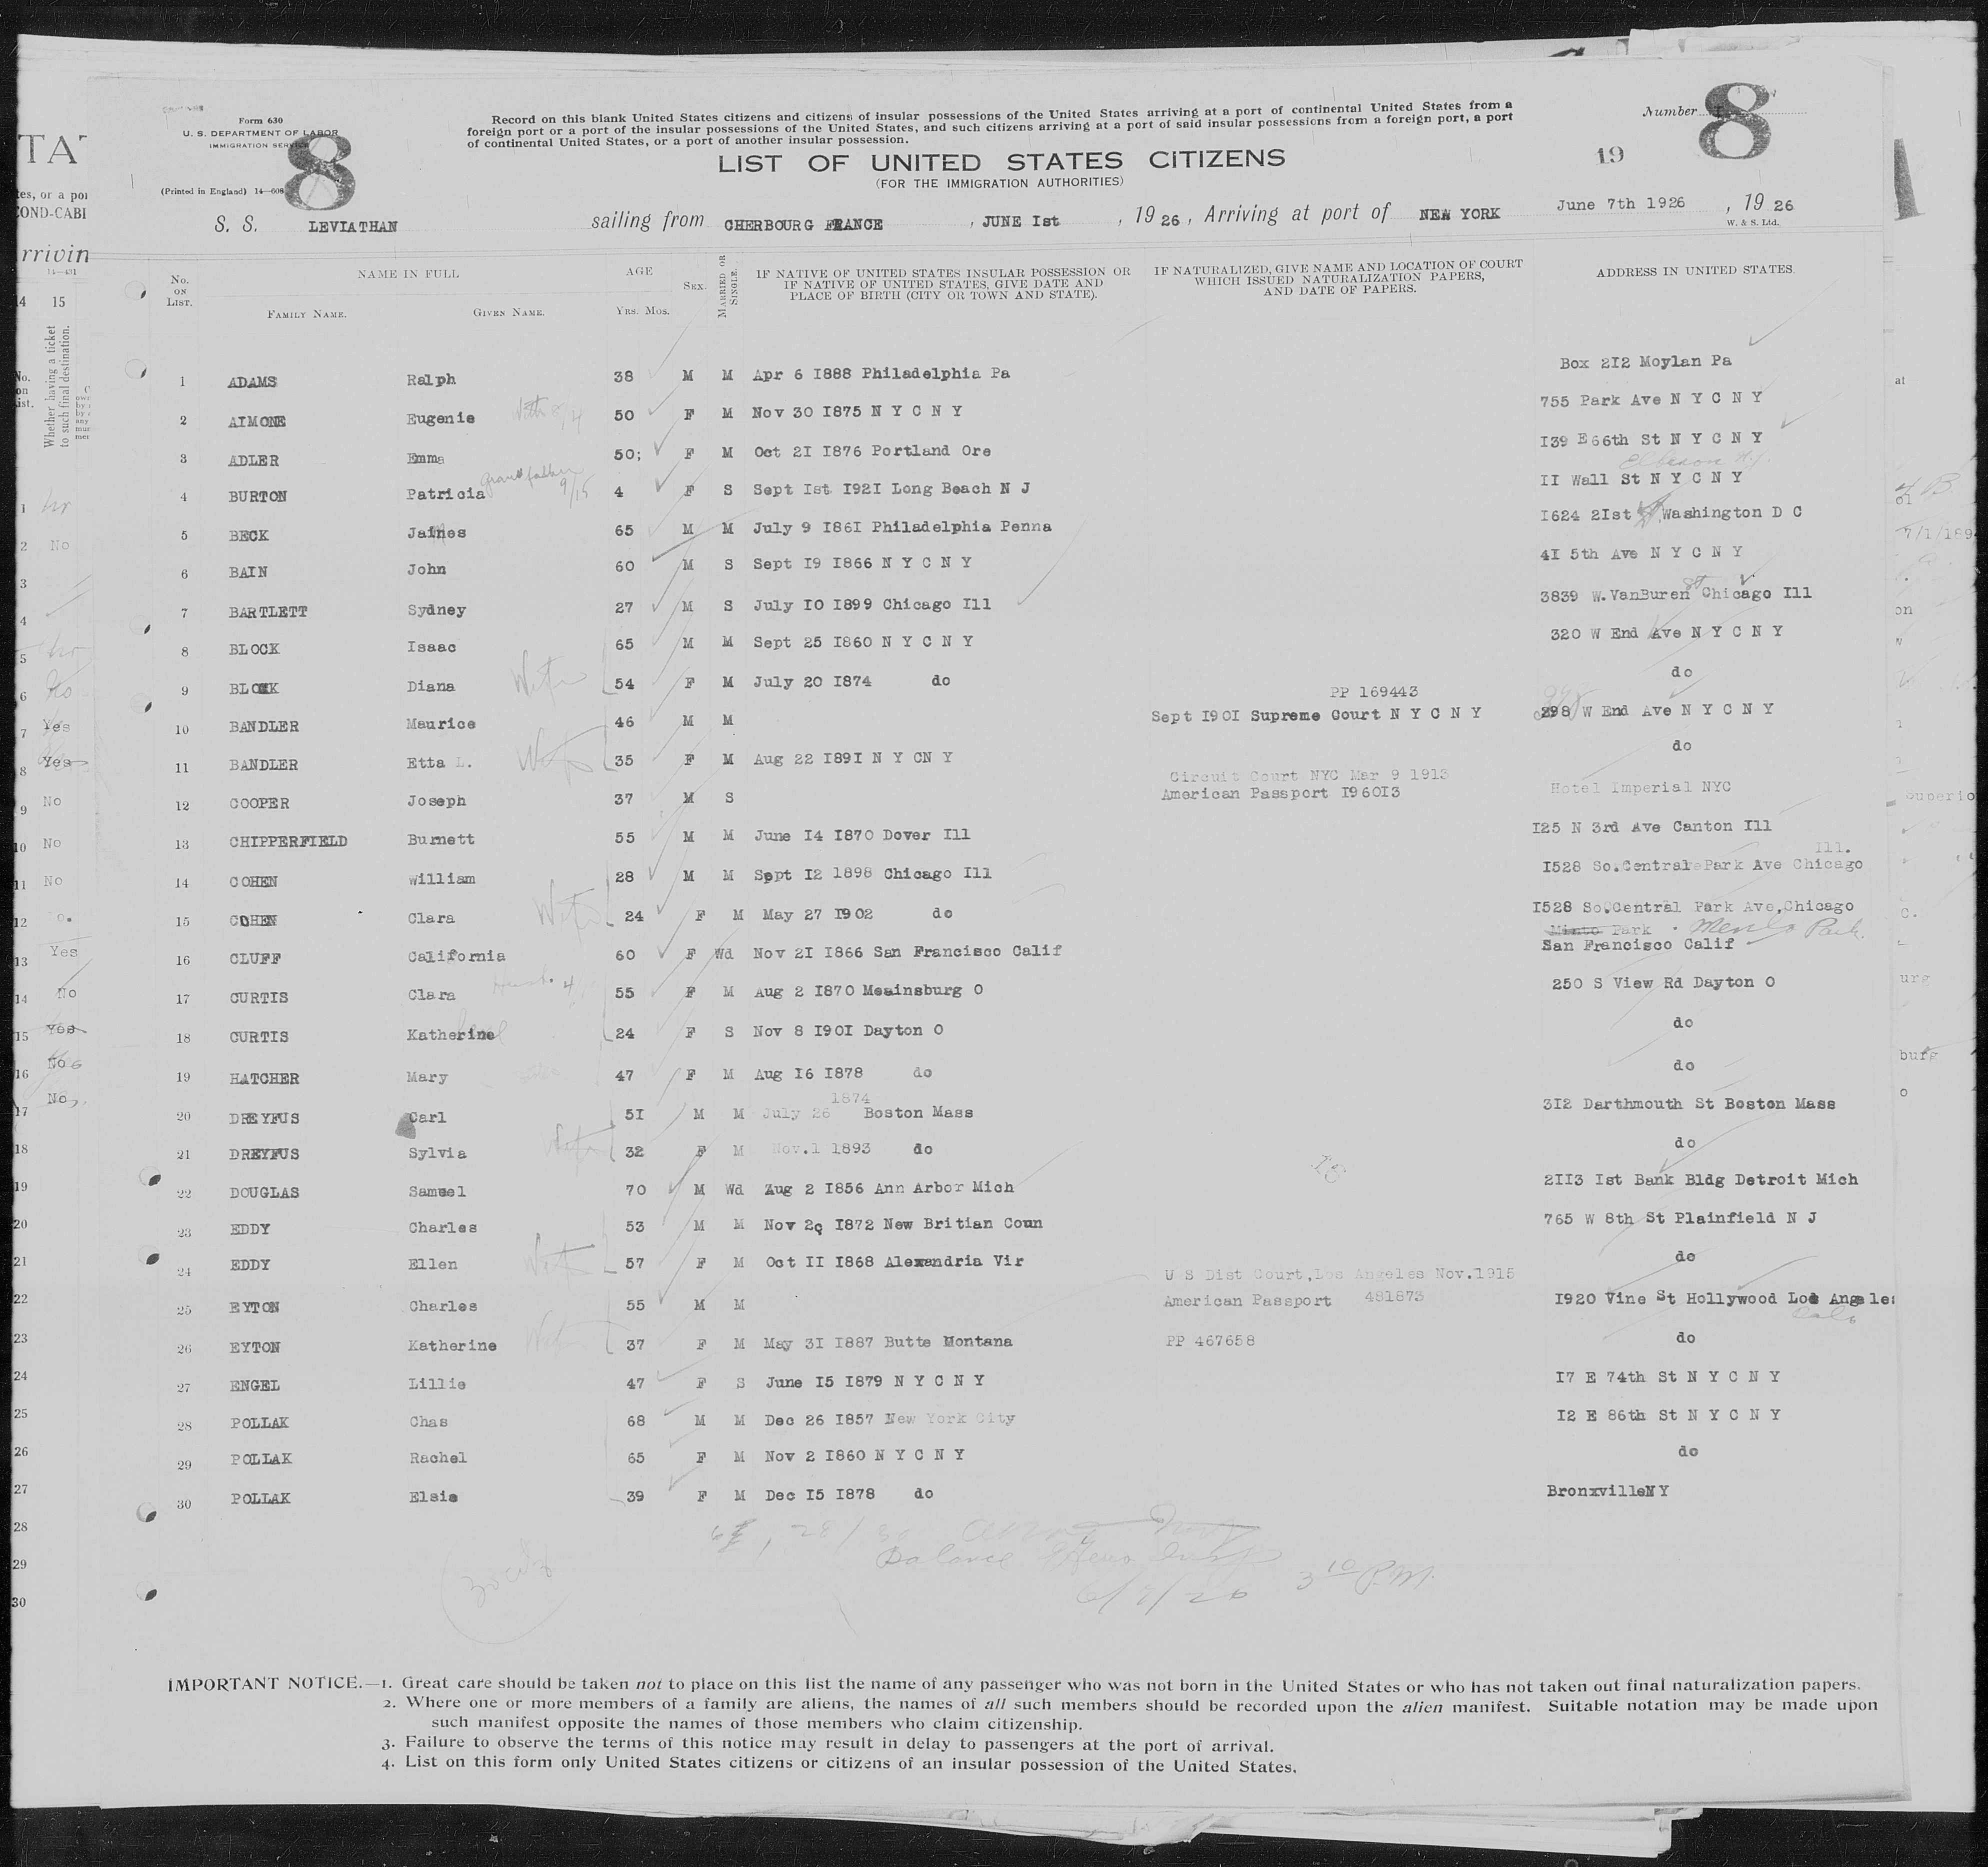 Form 630
U. S. DEPARTMENT OF LABOR
IMMIGRATION SERVICE
(Printed in England) 14—608
8
Record on this blank United States citizens and citizens of insular possessions of the United States arriving at a port of continental United States from a
foreign port or a port of the insular possessions of the United States, and such citizens arriving at a port of said insular possessions from a foreign port, a port
of continental United States, or a port of another insular possession.
Number
8
LIST OF UNITED STATES CITIZENS
19
(FOR THE IMMIGRATION AUTHORITIES)
S. S. LEVIATHAN sailing from CHERBOURG FRANCE , JUNE Ist , 19 26 , Arriving at port of NEW YORK June 7th 1926 , 19 26
W. & S. Ltd.
No. ON LIST. NAME IN FULL FAMILY NAME. GIVEN NAME. AGE YRS. MOS. SEX. MARRIED OR SINGLE. IF NATIVE OF UNITED STATES INSULAR POSSESSION OR IF NATIVE OF UNITED STATES, GIVE DATE AND PLACE OF BIRTH (CITY OR TOWN AND STATE). IF NATURALIZED, GIVE NAME AND LOCATION OF COURT WHICH ISSUED NATURALIZATION PAPERS, AND DATE OF PAPERS. ADDRESS IN UNITED STATES.
1 ADAMS Ralph 38 M M Apr 6 I888 Philadelphia Pa Box 2I2 Moylan Pa
2 AIMONE Eugenie 50 F M Nov 30 I875 N Y C N Y 755 Park Ave N Y C N Y
3 ADLER Emma 50; F M Oct 2I I876 Portland Ore I39 E 66th St N Y C N Y
4 BURTON Patricia grandfather 9/15 4 F S Sept Ist I92I Long Beach N J II Wall St N Y C N Y
Elberon N.J.
5 BECK James 65 M M July 9 I86I Philadelphia Penna I624 2Ist Washington D C
6 BAIN John 60 M S Sept I9 I866 N Y C N Y 4I 5th Ave N Y C N Y
7 BARTLETT Sydney 27 M S July IO I899 Chicago Ill 3839 W.VanBuren St Chicago Ill
8 BLOCK Isaac 65 M M Sept 25 I860 N Y C N Y 320 W End Ave N Y C N Y
9 BLOCK Diana Wife 54 F M July 20 I874 do do
PP 169443
10 BANDLER Maurice 46 M M Sept I90I Supreme Court N Y C N Y 298 W End Ave N Y C N Y
11 BANDLER Etta L. Wife 35 F M Aug 22 I89I N Y CN Y do
Circuit Court NYC Mar 9 1913
12 COOPER Joseph 37 M S American Passport I960I3 Hotel Imperial NYC
13 CHIPPERFIELD Burnett 55 M M June I4 I870 Dover Ill I25 N 3rd Ave Canton Ill
14 COHEN William 28 M M Sept I2 I898 Chicago Ill I528 So.Central Park Ave Chicago Ill.
15 COHEN Clara Wife 24 F M May 27 I902 do I528 So.Central Park Ave,Chicago
Minto Park Menlo Park
16 CLUFF California 60 F Wd Nov 2I I866 San Francisco Calif San Francisco Calif
17 CURTIS Clara 55 F M Aug 2 I870 Meainsburg O 250 S View Rd Dayton O
18 CURTIS Katherine 24 F S Nov 8 I90I Dayton O do
19 HATCHER Mary 47 F M Aug I6 I878 do do
20 DREYFUS Carl 5I M M July 26 1874 Boston Mass 3I2 Darthmouth St Boston Mass
21 DREYFUS Sylvia Wife 32 F M Nov.1 1893 do do
22 DOUGLAS Samuel 70 M Wd Aug 2 I856 Ann Arbor Mich 2II3 Ist Bank Bldg Detroit Mich
23 EDDY Charles 53 M M Nov 29 I872 New Britian Coun 765 W 8th St Plainfield N J
24 EDDY Ellen Wife 57 F M Oct II I868 Alexandria Vir do
U S Dist Court,Los Angeles Nov.1915
25 EYTON Charles 55 M M American Passport 481873 I920 Vine St Hollywood Los Angeles
Calif
26 EYTON Katherine Wife 37 F M May 3I I887 Butte Montana PP 467658 do
27 ENGEL Lillie 47 F S June I5 I879 N Y C N Y I7 E 74th St N Y C N Y
28 POLLAK Chas 68 M M Dec 26 I857 New York City I2 E 86th St N Y C N Y
29 POLLAK Rachel 65 F M Nov 2 I860 N Y C N Y do
30 POLLAK Elsie 39 F M Dec I5 I878 do BronxvilleNY
Balance
3 10 P.M.
IMPORTANT NOTICE.—1. Great care should be taken not to place on this list the name of any passenger who was not born in the United States or who has not taken out final naturalization papers.
2. Where one or more members of a family are aliens, the names of all such members should be recorded upon the alien manifest. Suitable notation may be made upon
such manifest opposite the names of those members who claim citizenship.
3. Failure to observe the terms of this notice may result in delay to passengers at the port of arrival.
4. List on this form only United States citizens or citizens of an insular possession of the United States.